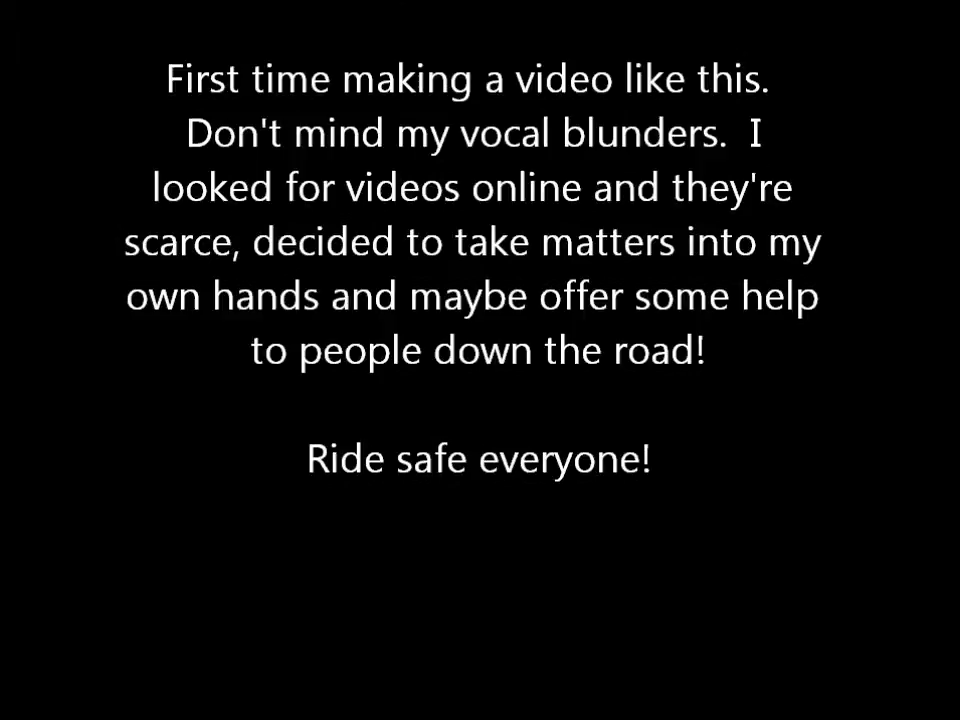 First time making a video like this.
Don't mind my vocal blunders.  I
looked for videos online and they're
scarce, decided to take matters into my
own hands and maybe offer some help
to people down the road!
Ride safe everyone!